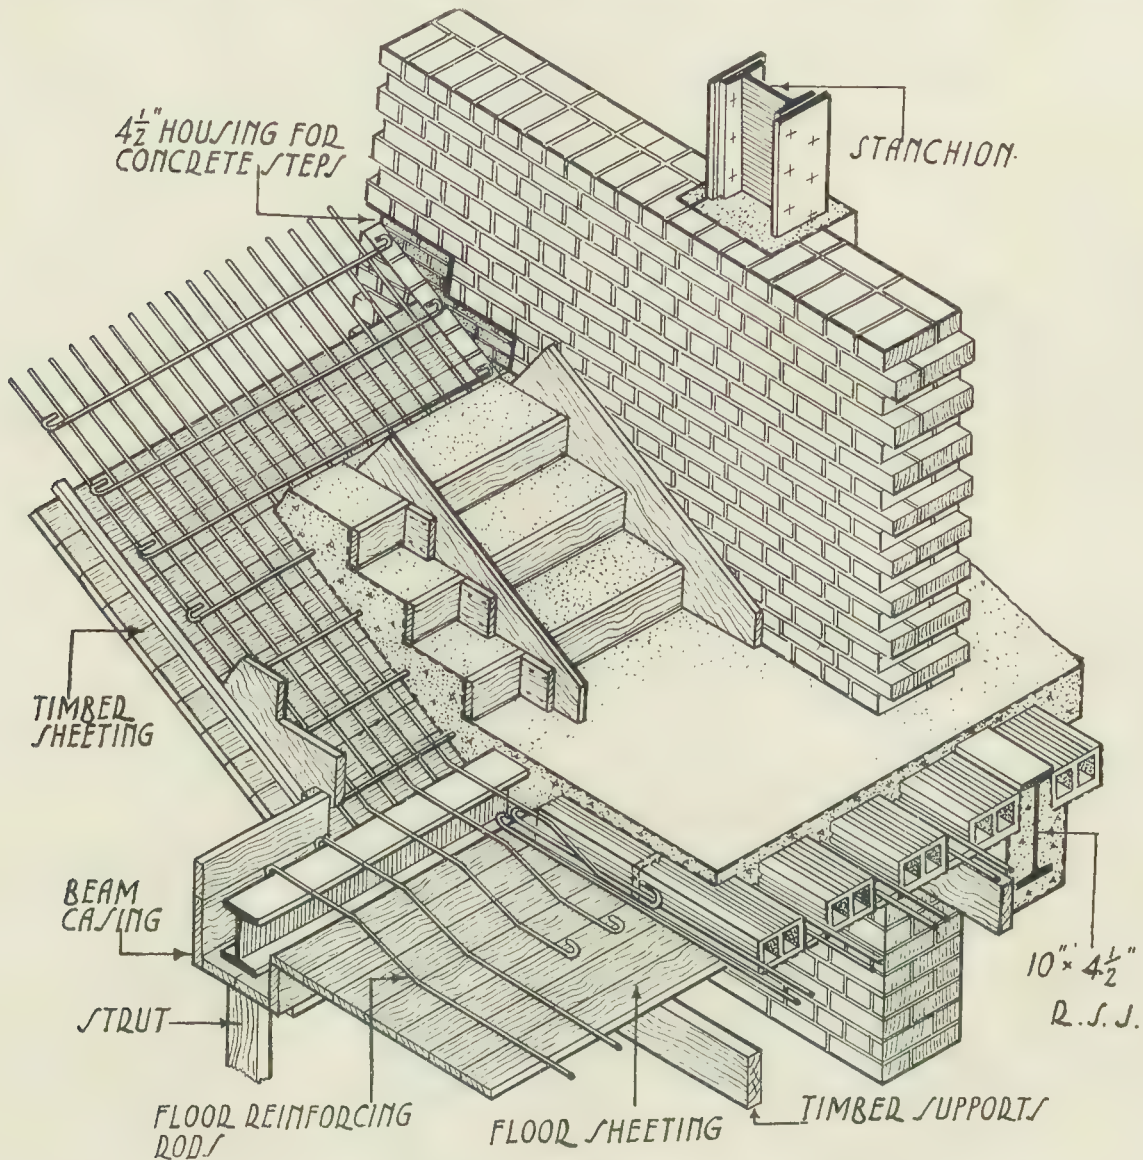 4½" HOUSING FOR
CONCRETE STEPS
STANCHION
TIMBER
SHEETING
BEAM
CASING
STRUT
10" x 4½"
R.S.J.
FLOOR REINFORCING
RODS
FLOOR SHEETING
TIMBER SUPPORTS